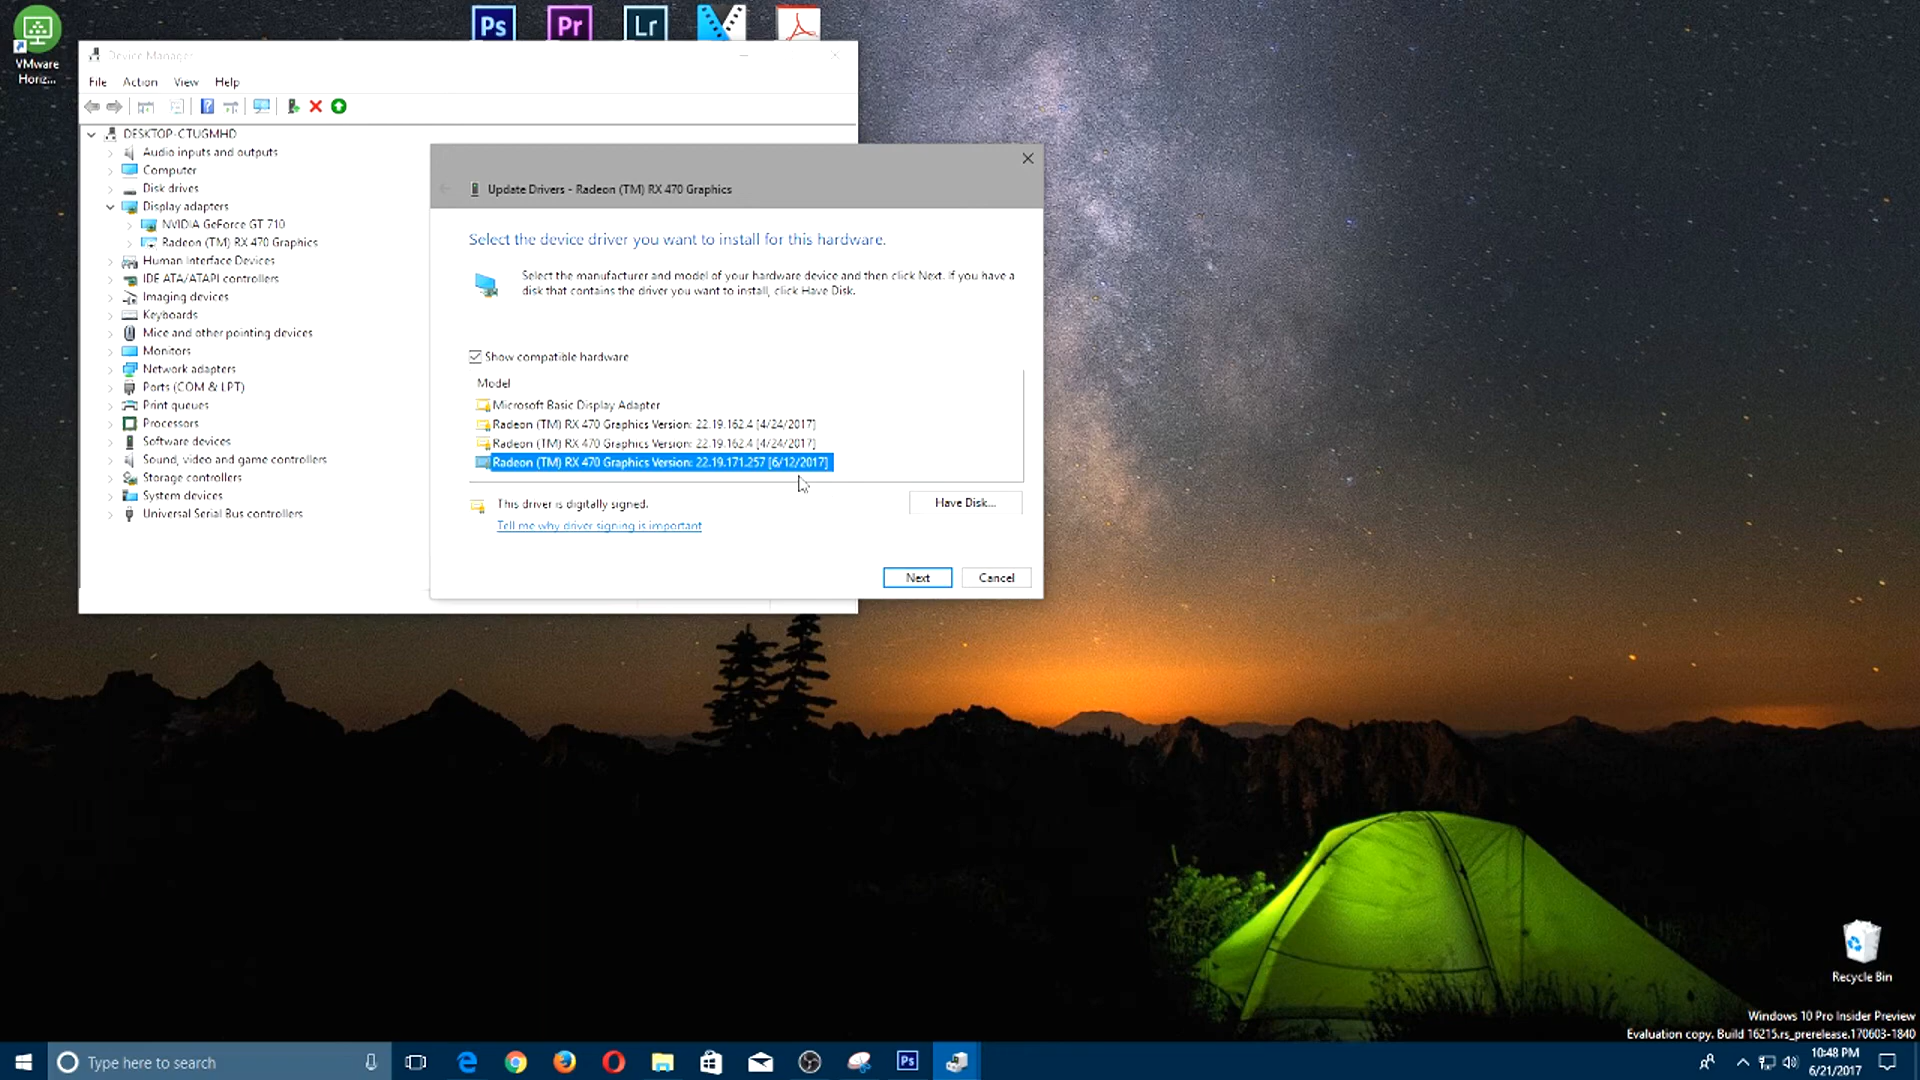 VMware
Horiz...
Ps
Pr
Lr
Device Manager
File Action View Help
DESKTOP-CTUGMHD
Audio inputs and outputs
Computer
Disk drives
Display adapters
NVIDIA GeForce GT 710
Radeon (TM) RX 470 Graphics
Human Interface Devices
IDE ATA/ATAPI controllers
Imaging devices
Keyboards
Mice and other pointing devices
Monitors
Network adapters
Ports (COM & LPT)
Print queues
Processors
Software devices
Sound, video and game controllers
Storage controllers
System devices
Universal Serial Bus controllers
Update Drivers - Radeon (TM) RX 470 Graphics
Select the device driver you want to install for this hardware.
Select the manufacturer and model of your hardware device and then click Next. If you have a
disk that contains the driver you want to install, click Have Disk.
Show compatible hardware
Model
Microsoft Basic Display Adapter
Radeon (TM) RX 470 Graphics Version: 22.19.162.4 [4/24/2017]
Radeon (TM) RX 470 Graphics Version: 22.19.162.4 [4/24/2017]
Radeon (TM) RX 470 Graphics Version: 22.19.171.257 [6/12/2017]
This driver is digitally signed.
Tell me why driver signing is important
Have Disk...
Next
Cancel
Recycle Bin
Windows 10 Pro Insider Preview
Evaluation copy. Build 16215.rs_prerelease.170603-1840
Type here to search
Ps
10:48 PM
6/21/2017